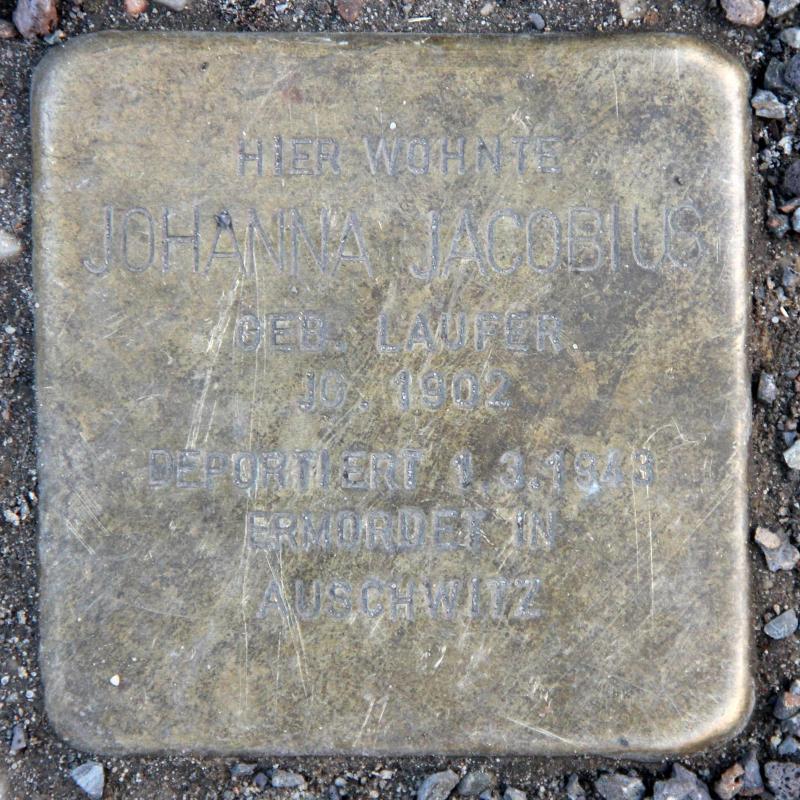 HIER WOHNTE
JOHANNA JACOBIUS
GEB. LAUFER
JG. 1902
DEPORTIERT 1.3.1943
ERMORDET IN
AUSCHWITZ